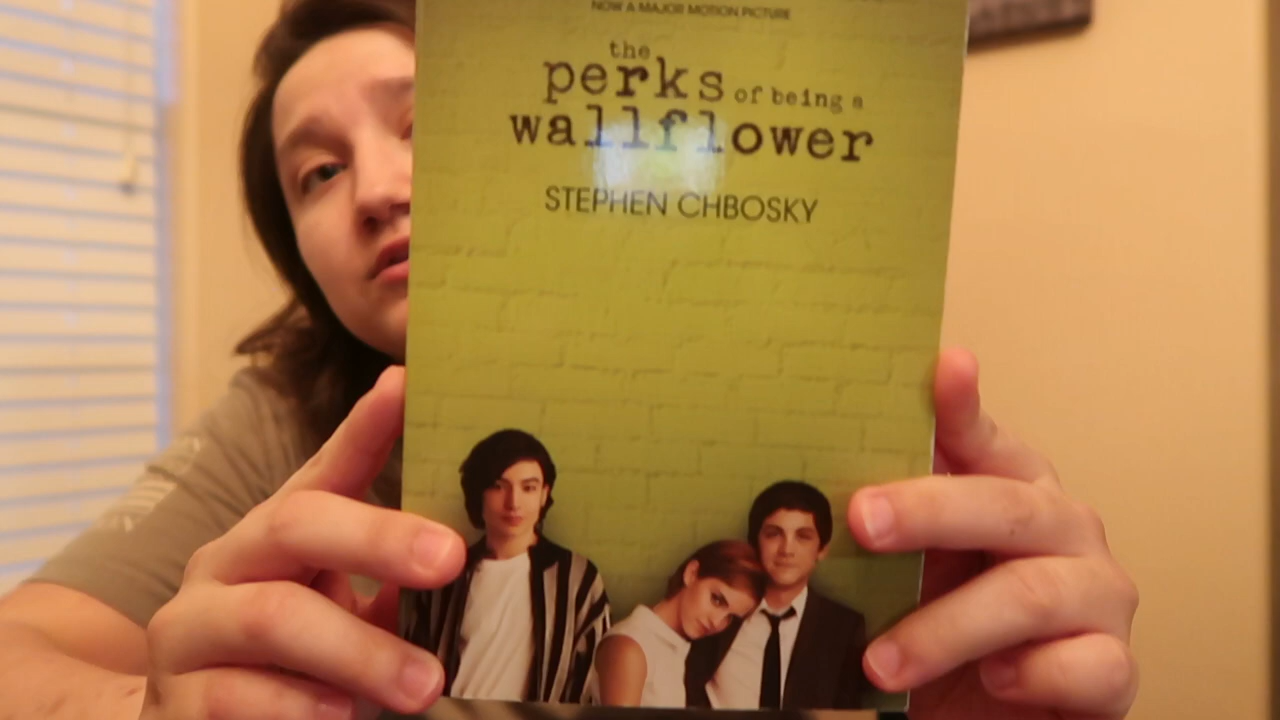 NOW A MAJOR MOTION PICTURE
the
perks of being a
wallflower
STEPHEN CHBOSKY